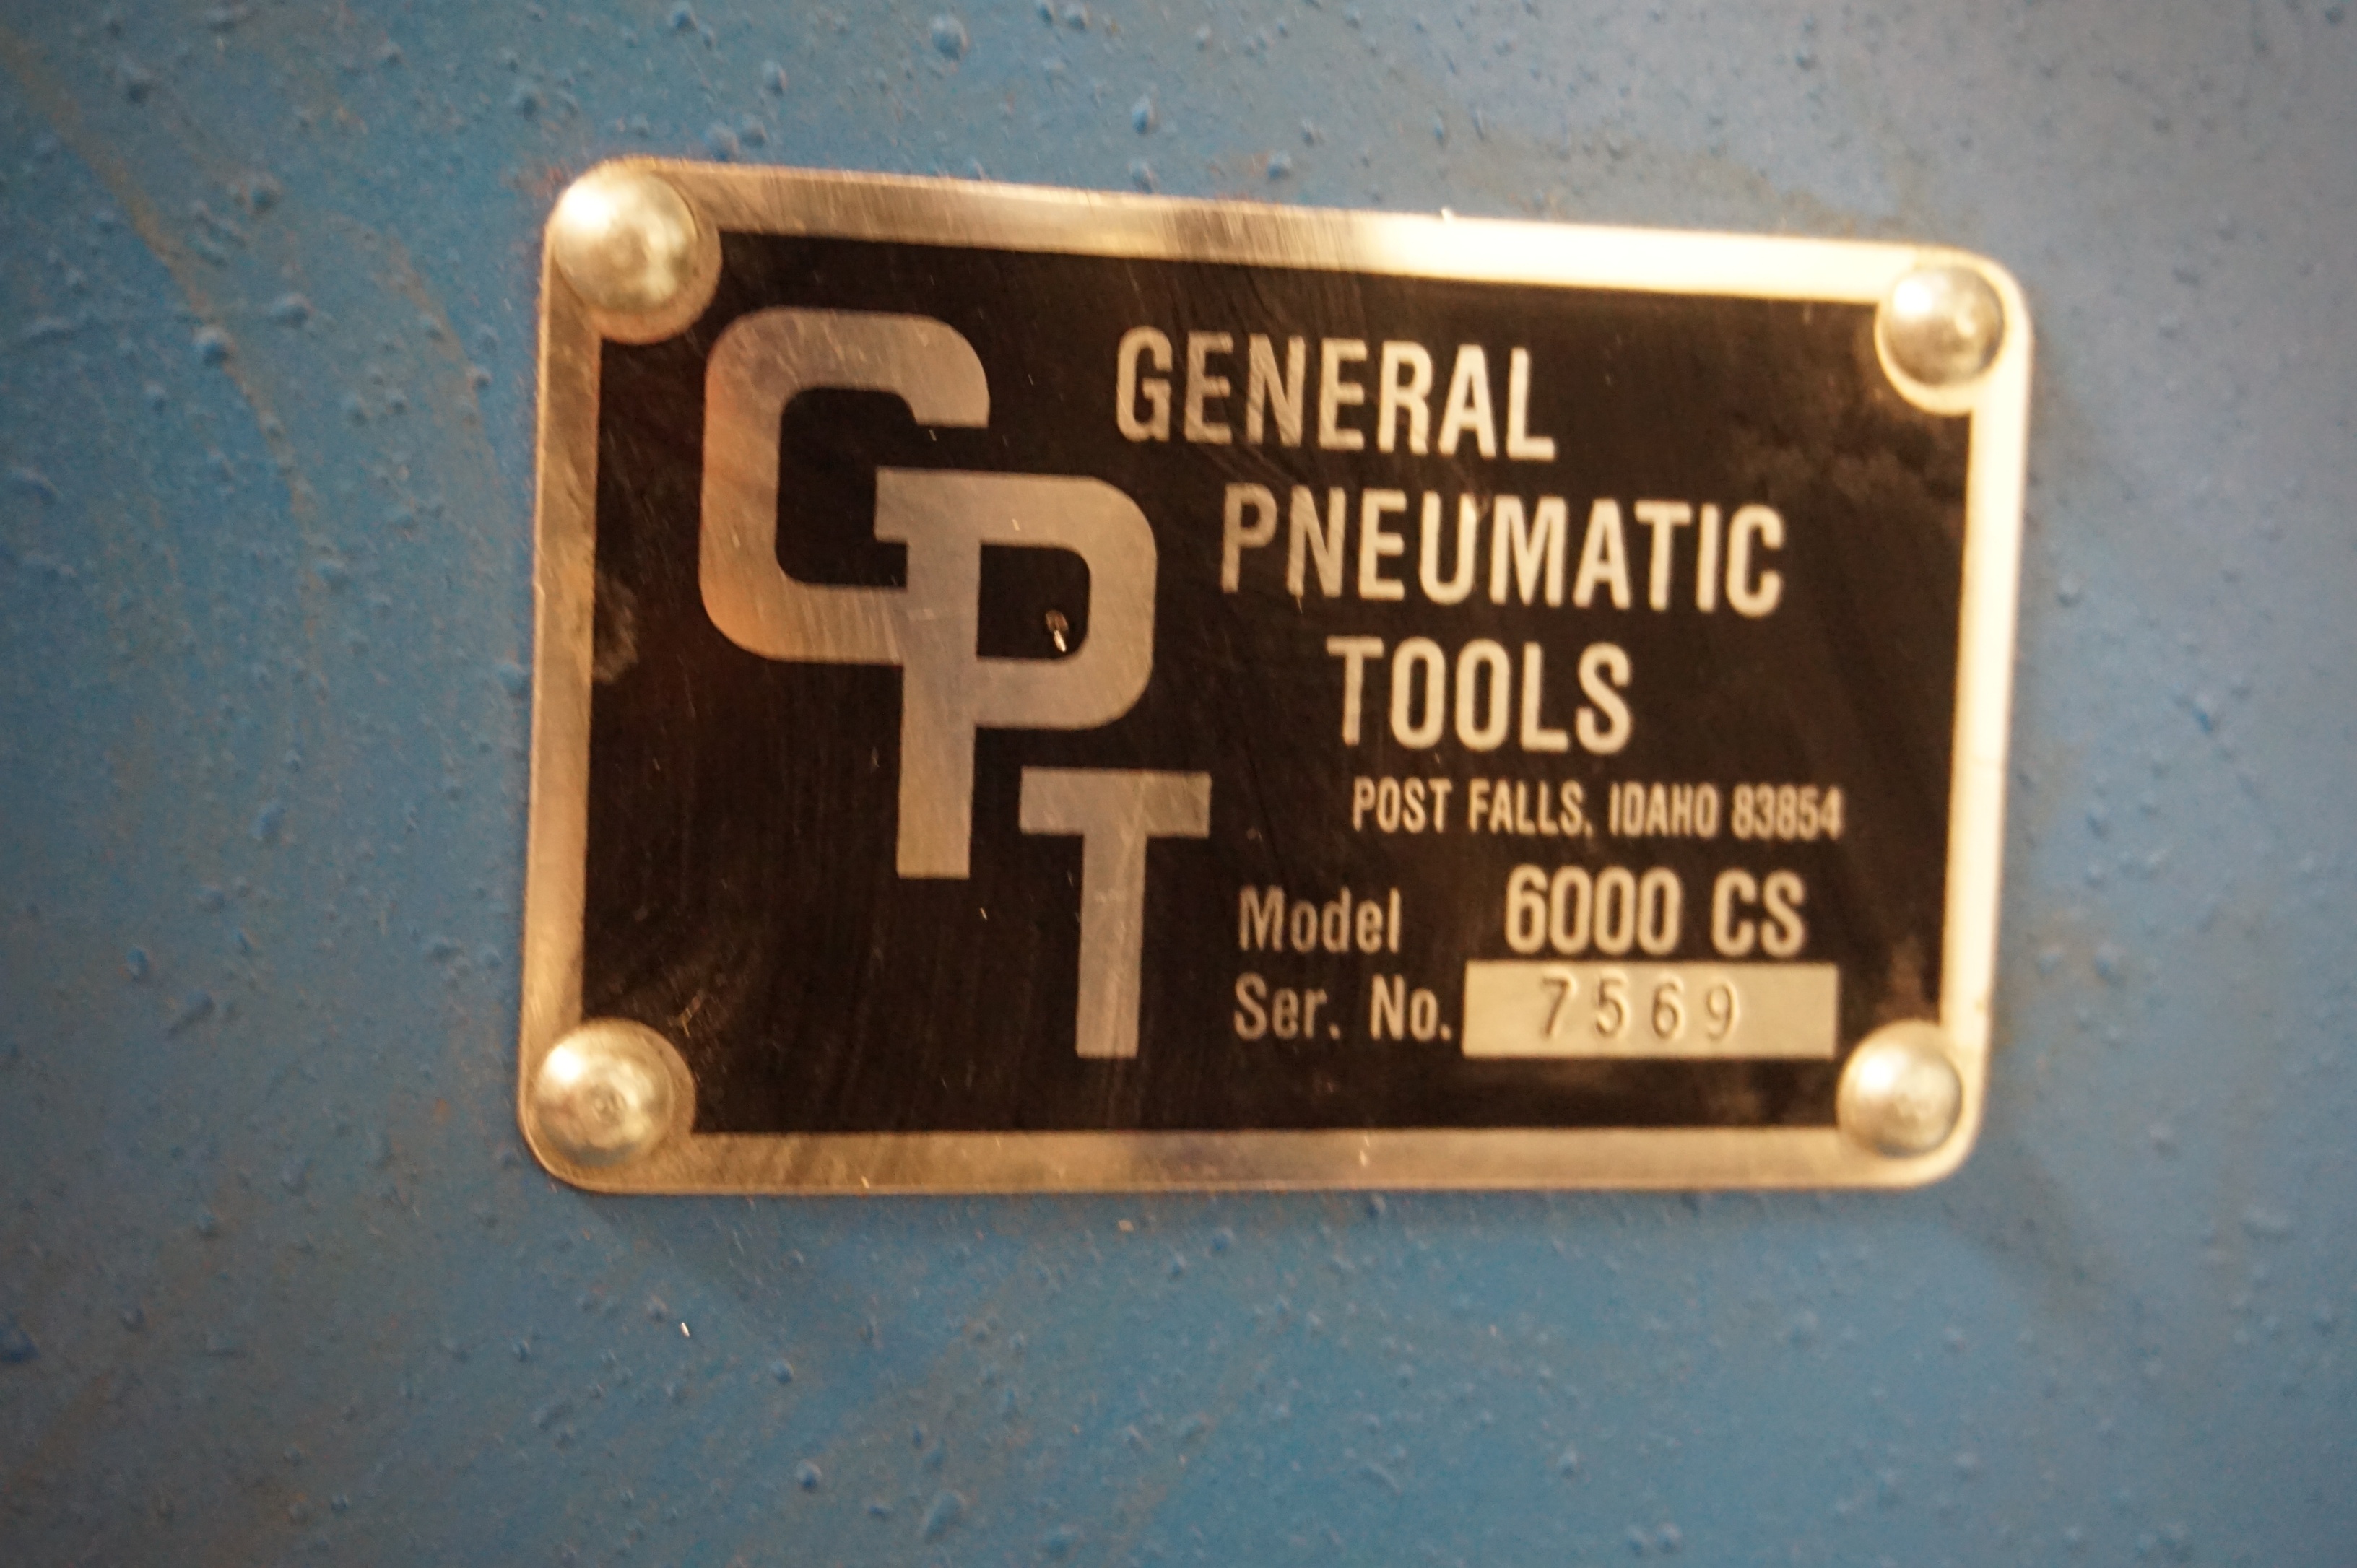 GPT
GENERAL
PNEUMATIC
TOOLS
POST FALLS, IDAHO 83854
Model 6000 CS
Ser. No. 7569